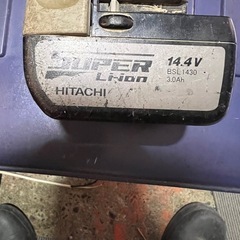 SUPER 14.4V
Li-ion BSL1430
HITACHI 3.0Ah